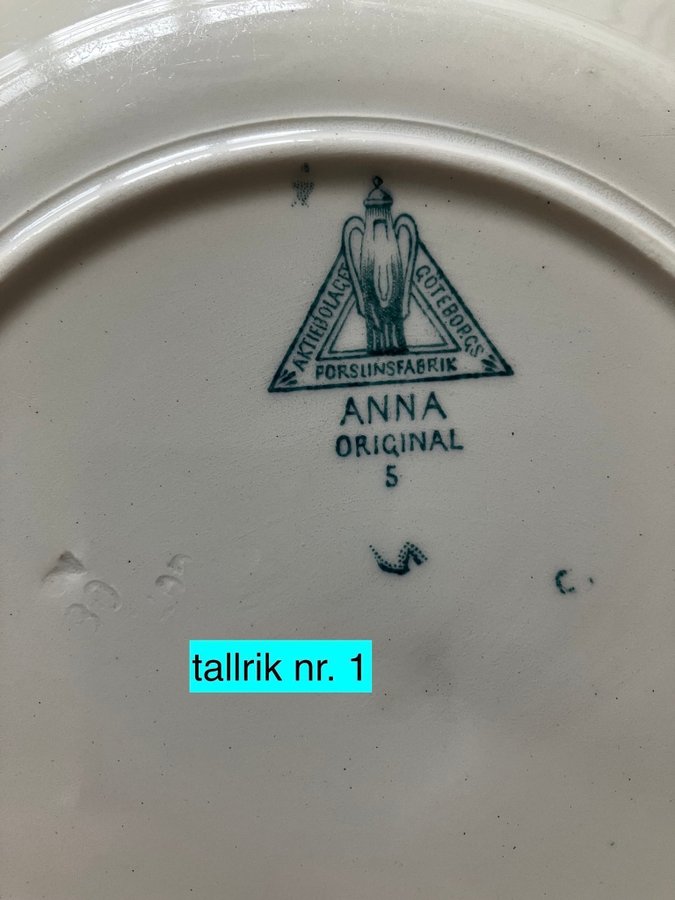 AKTIEBOLAGET
GÖTEBORGS
PORSLINSFABRIK
ANNA
ORIGINAL
5
C.
tallrik nr. 1